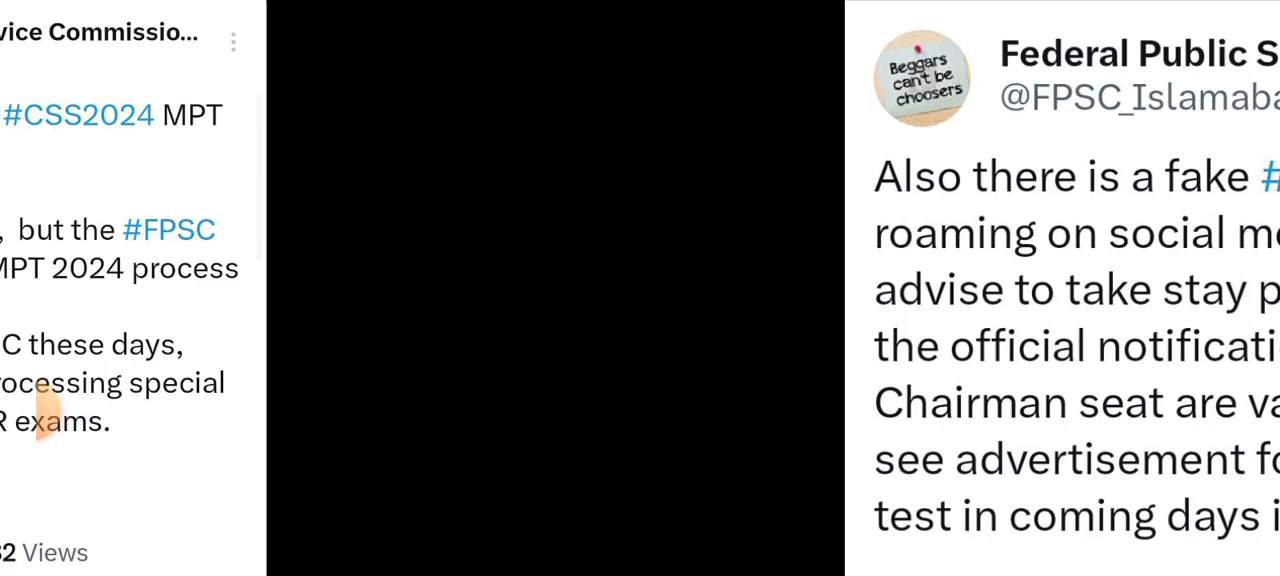 vice Commissio...
#CSS2024 MPT
, but the #FPSC
MPT 2024 process
C these days,
rocessing special
R exams.
2 Views
Beggars
can't be
choosers
Federal Public S
@FPSC_Islamaba
Also there is a fake #
roaming on social me
advise to take stay p
the official notificati
Chairman seat are va
see advertisement fo
test in coming days i